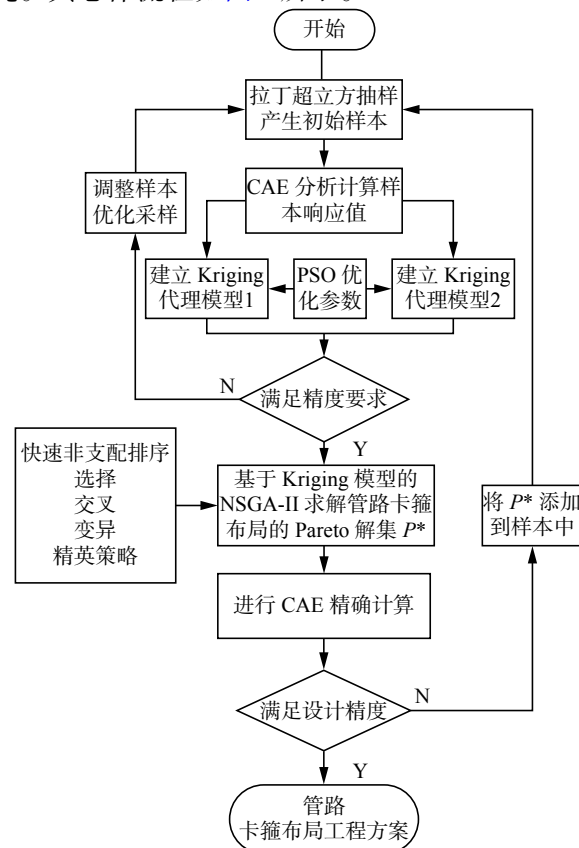 开始
拉丁超立方抽样
产生初始样本
调整样本
优化采样
CAE 分析计算样
本响应值
建立 Kriging
代理模型1
PSO 优
化参数
建立 Kriging
代理模型2
N
满足精度要求
Y
快速非支配排序
选择
交叉
变异
精英策略
基于 Kriging 模型的
NSGA-II 求解管路卡箍
布局的 Pareto 解集 P*
将 P* 添加
到样本中
进行 CAE 精确计算
满足设计精度
N
Y
管路
卡箍布局工程方案